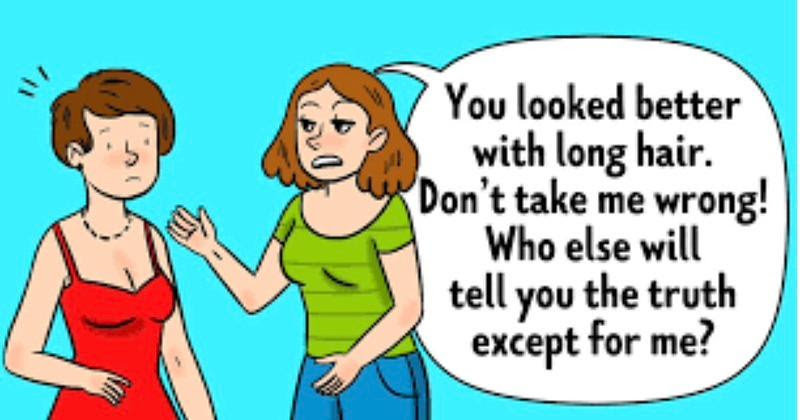 You looked better
with long hair.
Don't take me wrong!
Who else will
tell you the truth
except for me?